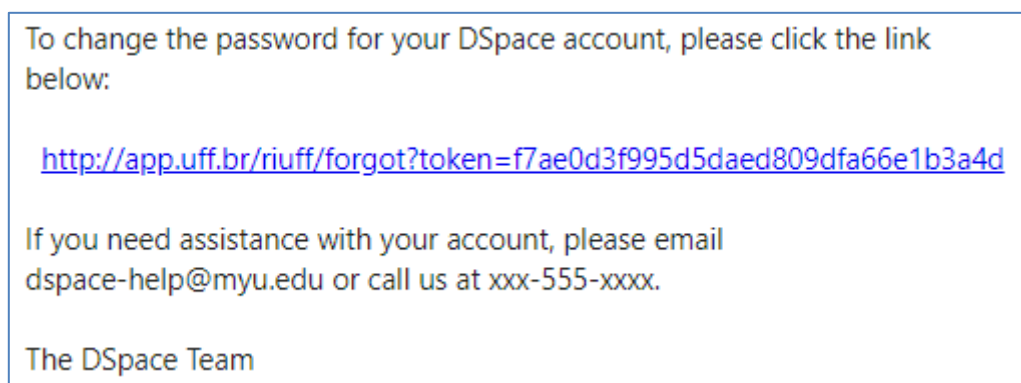 To change the password for your DSpace account, please click the link
below:
http://app.uff.br/riuff/forgot?token=f7ae0d3f995d5daed809dfa66e1b3a4d
If you need assistance with your account, please email
dspace-help@myu.edu or call us at xxx-555-xxxx.
The DSpace Team